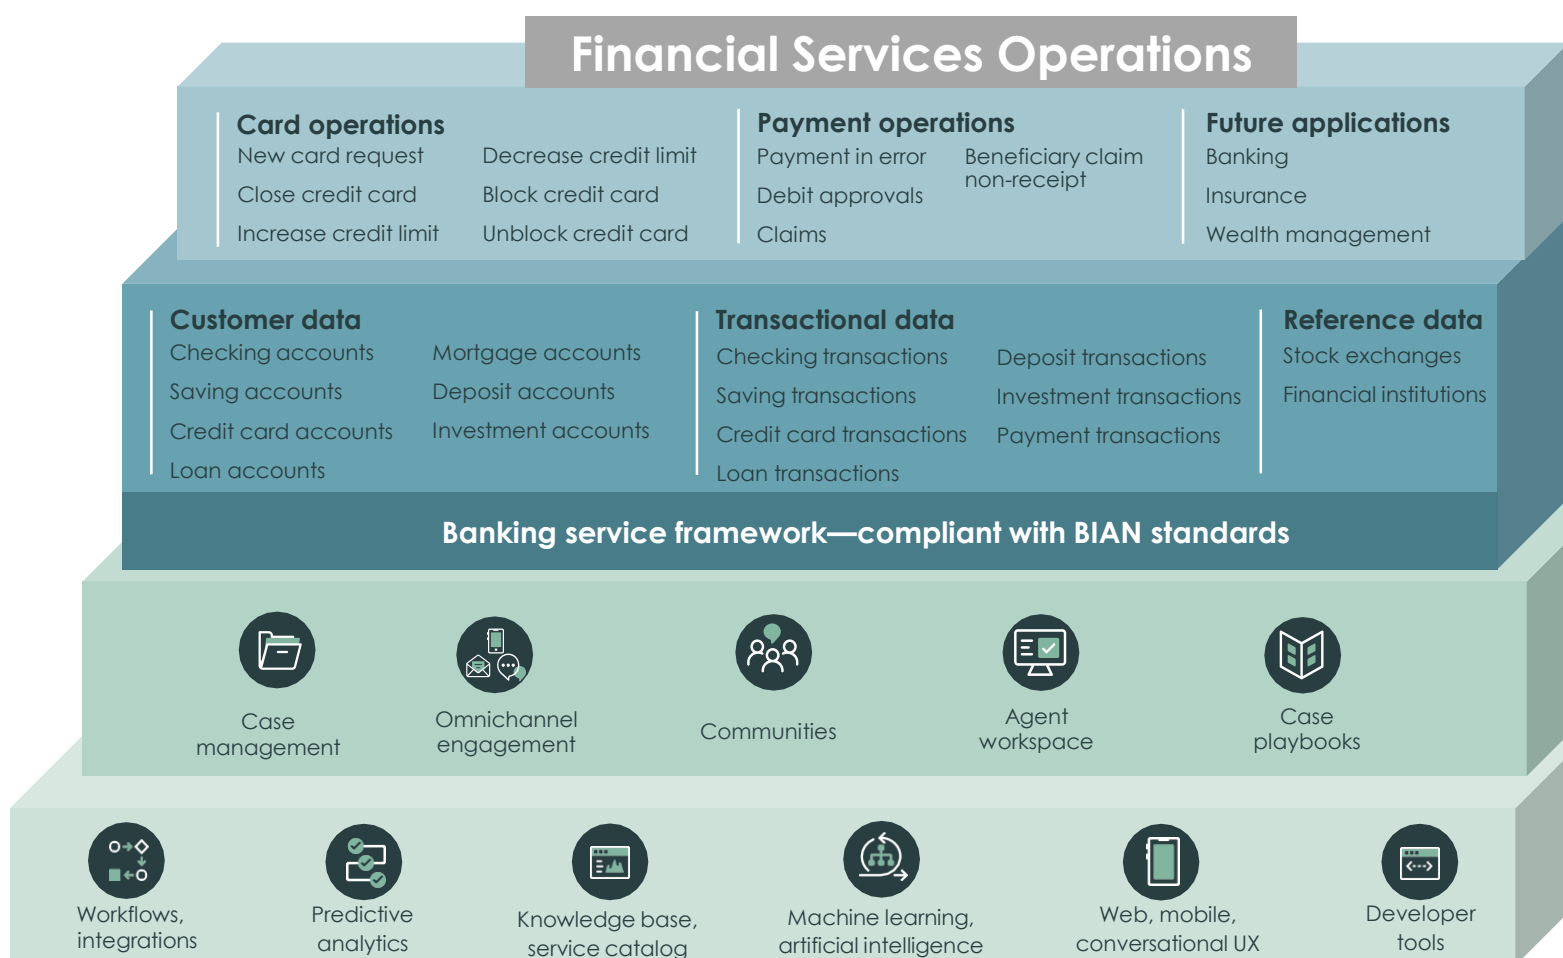 Financial Services Operations
Card operations
New card request
Close credit card
Increase credit limit
Decrease credit limit
Block credit card
Unblock credit card
Payment operations
Payment in error
Debit approvals
Claims
Beneficiary claim
non-receipt
Future applications
Banking
Insurance
Wealth management
Customer data
Checking accounts
Saving accounts
Credit card accounts
Loan accounts
Mortgage accounts
Deposit accounts
Investment accounts
Transactional data
Checking transactions
Saving transactions
Credit card transactions
Loan transactions
Deposit transactions
Investment transactions
Payment transactions
Reference data
Stock exchanges
Financial institutions
Banking service framework—compliant with BIAN standards
Case
management
Omnichannel
engagement
Communities
Agent
workspace
Case
playbooks
Workflows,
integrations
Predictive
analytics
Knowledge base,
service catalog
Machine learning,
artificial intelligence
Web, mobile,
conversational UX
Developer
tools